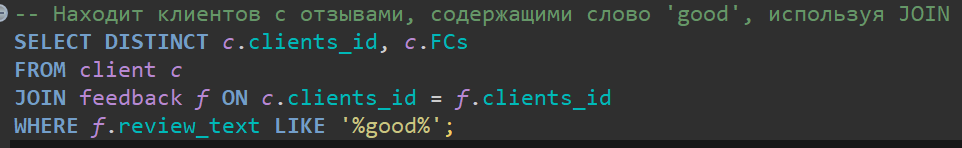 -- Находит клиентов с отзывами, содержащими слово 'good', используя JOIN
SELECT DISTINCT c.clients_id, c.FCs
FROM client c
JOIN feedback f ON c.clients_id = f.clients_id
WHERE f.review_text LIKE '%good%';